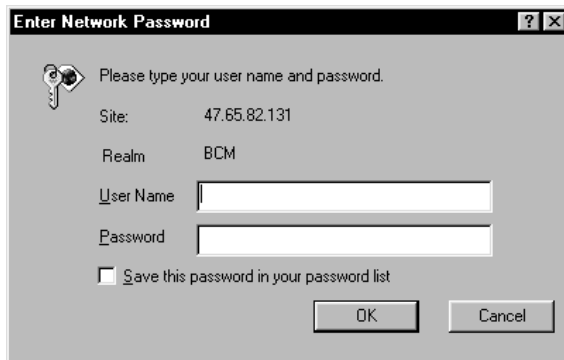 Enter Network Password
Please type your user name and password.
Site: 47.65.82.131
Realm BCM
User Name
Password
Save this password in your password list
OK Cancel